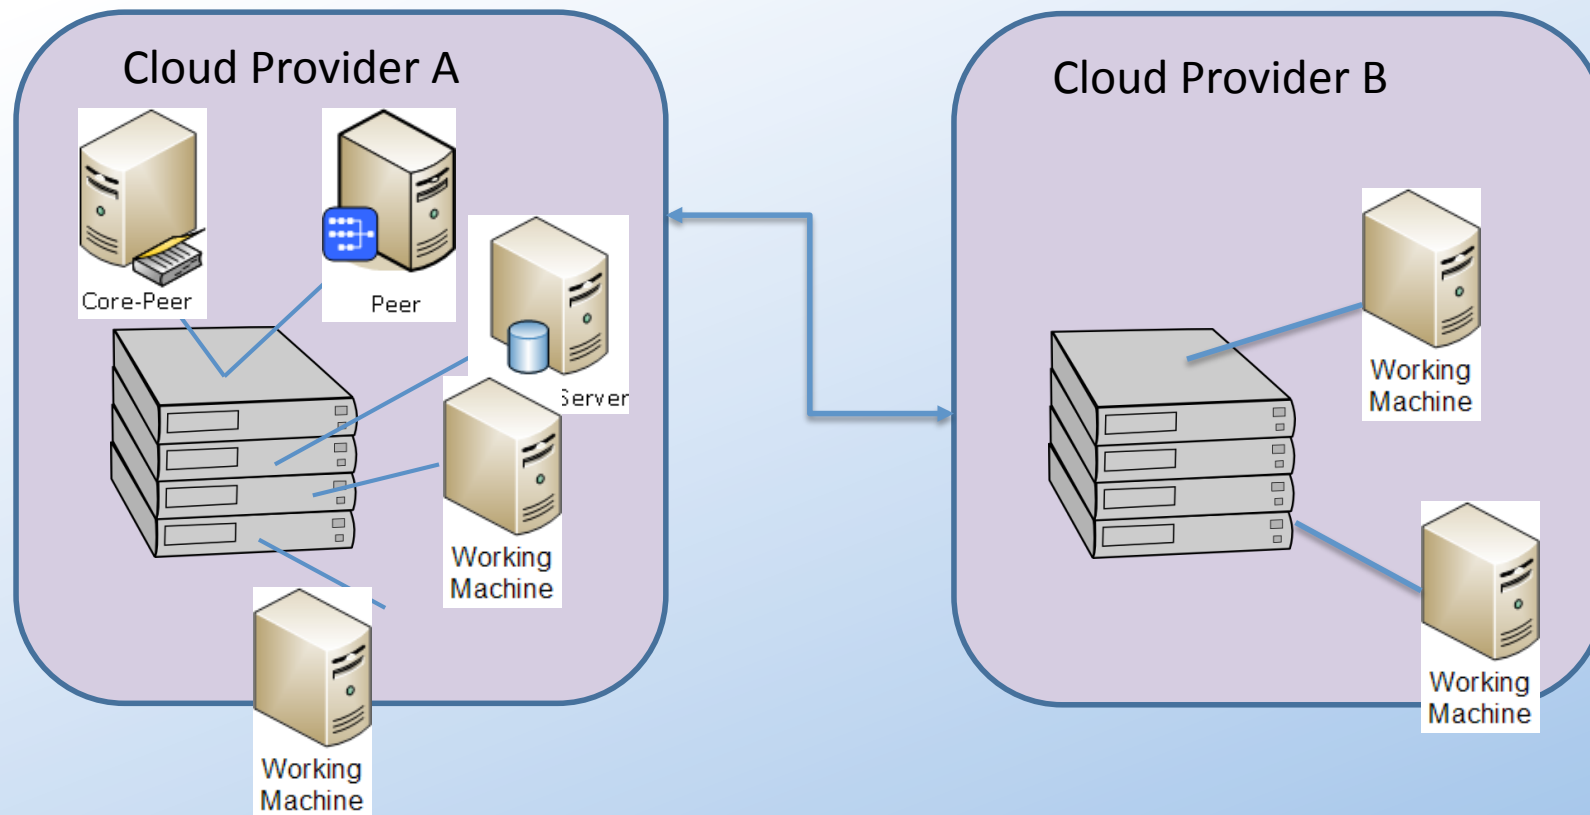 Cloud Provider A
Core-Peer
Peer
Server
Working
Machine
Working
Machine
Cloud Provider B
Working
Machine
Working
Machine